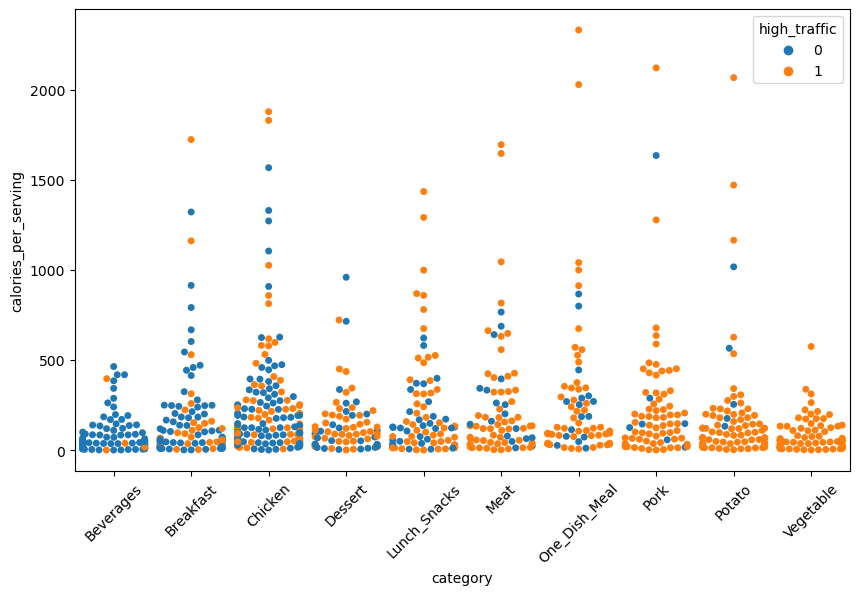 high_traffic
0
1
calories_per_serving
2000
1500
1000
500
0
Beverages
Breakfast
Chicken
Dessert
Lunch_Snacks
Meat
One_Dish_Meal
Pork
Potato
Vegetable
category